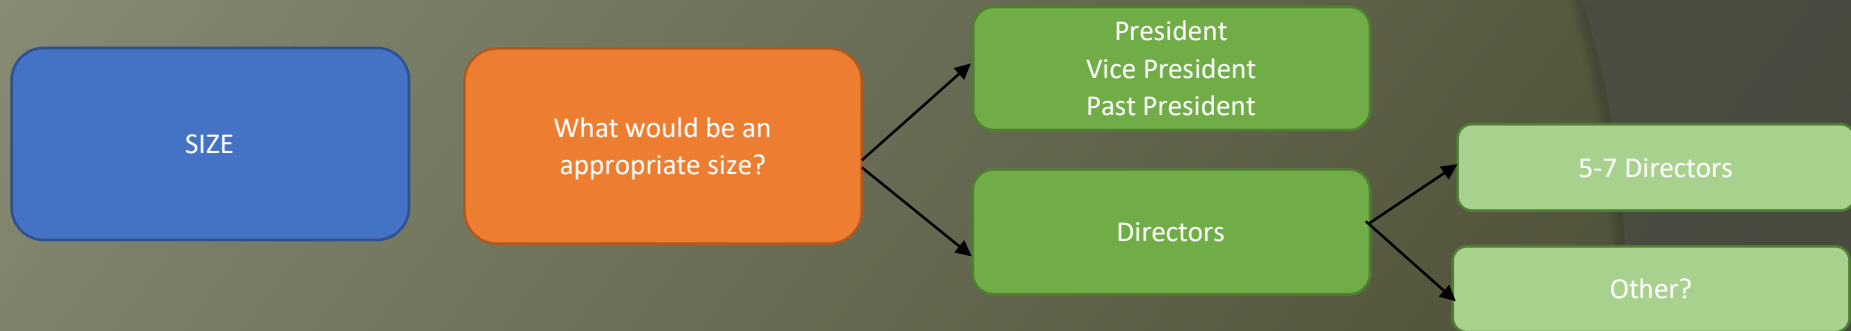 SIZE
What would be an
appropriate size?
President
Vice President
Past President
Directors
5-7 Directors
Other?